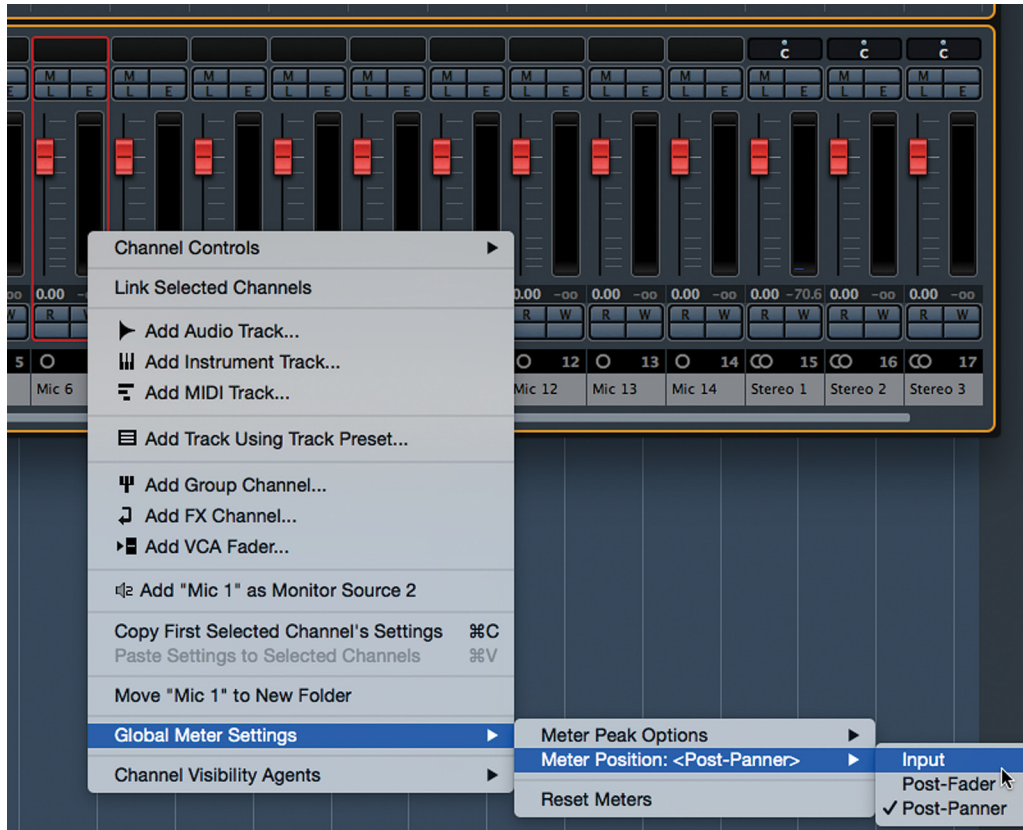 C C C
M M M M M M M M M M M M
E L E L E L E L E L E L E L E L E L E L E L E L E
oo 0.00 0.00 -oo 0.00 -oo 0.00 -oo 0.00 -70.6 0.00 -oo 0.00 -oo
W R W R W R W R W R W R W R W
5 12 13 14 15 16 17
Mic 6 Mic 12 Mic 13 Mic 14 Stereo 1 Stereo 2 Stereo 3
Channel Controls
Link Selected Channels
Add Audio Track...
Add Instrument Track...
Add MIDI Track...
Add Track Using Track Preset...
Add Group Channel...
Add FX Channel...
Add VCA Fader...
Add "Mic 1" as Monitor Source 2
Copy First Selected Channel's Settings ⌘C
Paste Settings to Selected Channels ⌘V
Move "Mic 1" to New Folder
Global Meter Settings
Channel Visibility Agents
Meter Peak Options
Meter Position: <Post-Panner>
Reset Meters
Input
Post-Fader
✓ Post-Panner